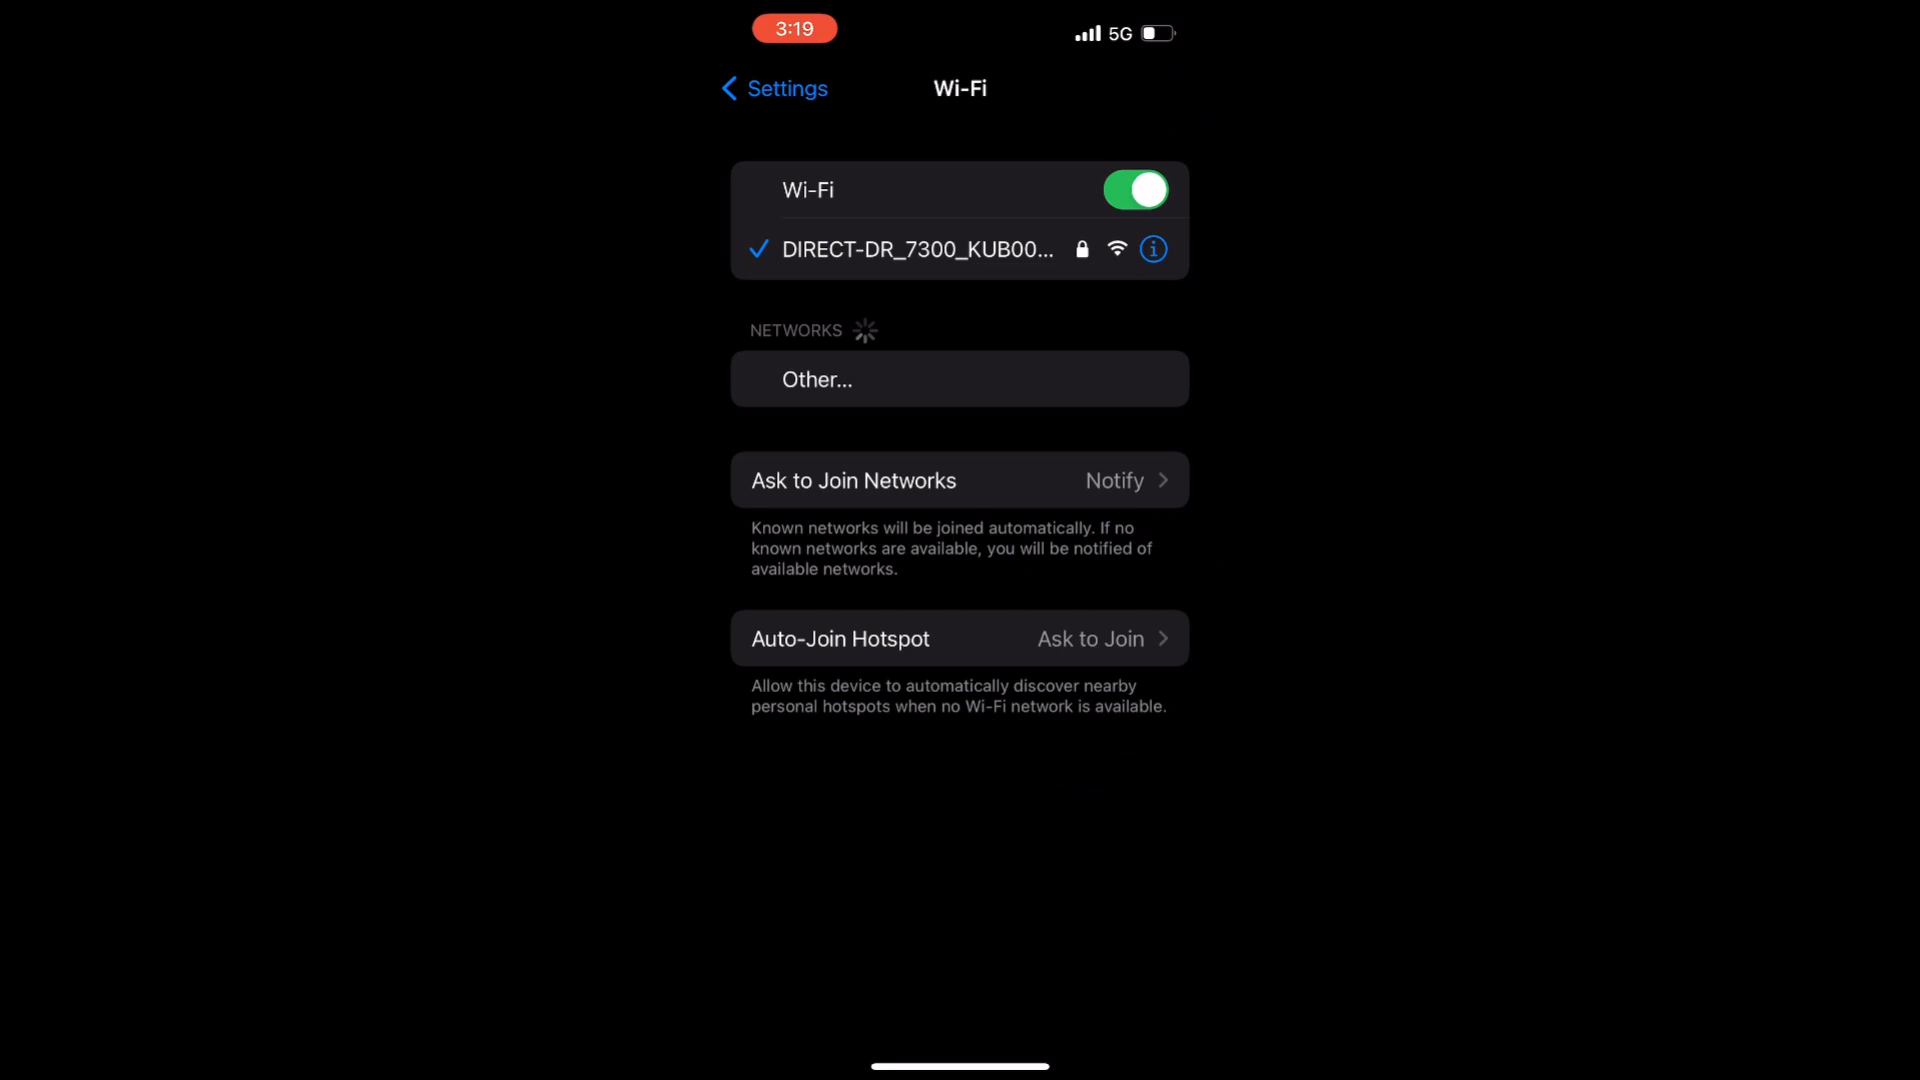 3:19
5G
Settings
Wi-Fi
Wi-Fi
DIRECT-DR_7300_KUB00...
NETWORKS
Other...
Ask to Join Networks
Notify
Known networks will be joined automatically. If no
known networks are available, you will be notified of
available networks.
Auto-Join Hotspot
Ask to Join
Allow this device to automatically discover nearby
personal hotspots when no Wi-Fi network is available.